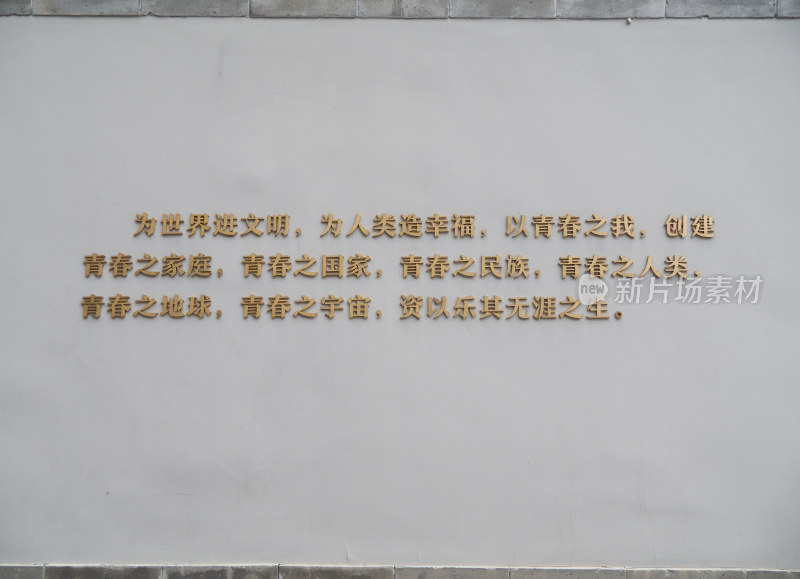 为世界进文明，为人类造幸福，以青春之我，创建
青春之家庭，青春之国家，青春之民族，青春之人类，
青春之地球，青春之宇宙，资以乐其无涯之生。
new 新片场素材